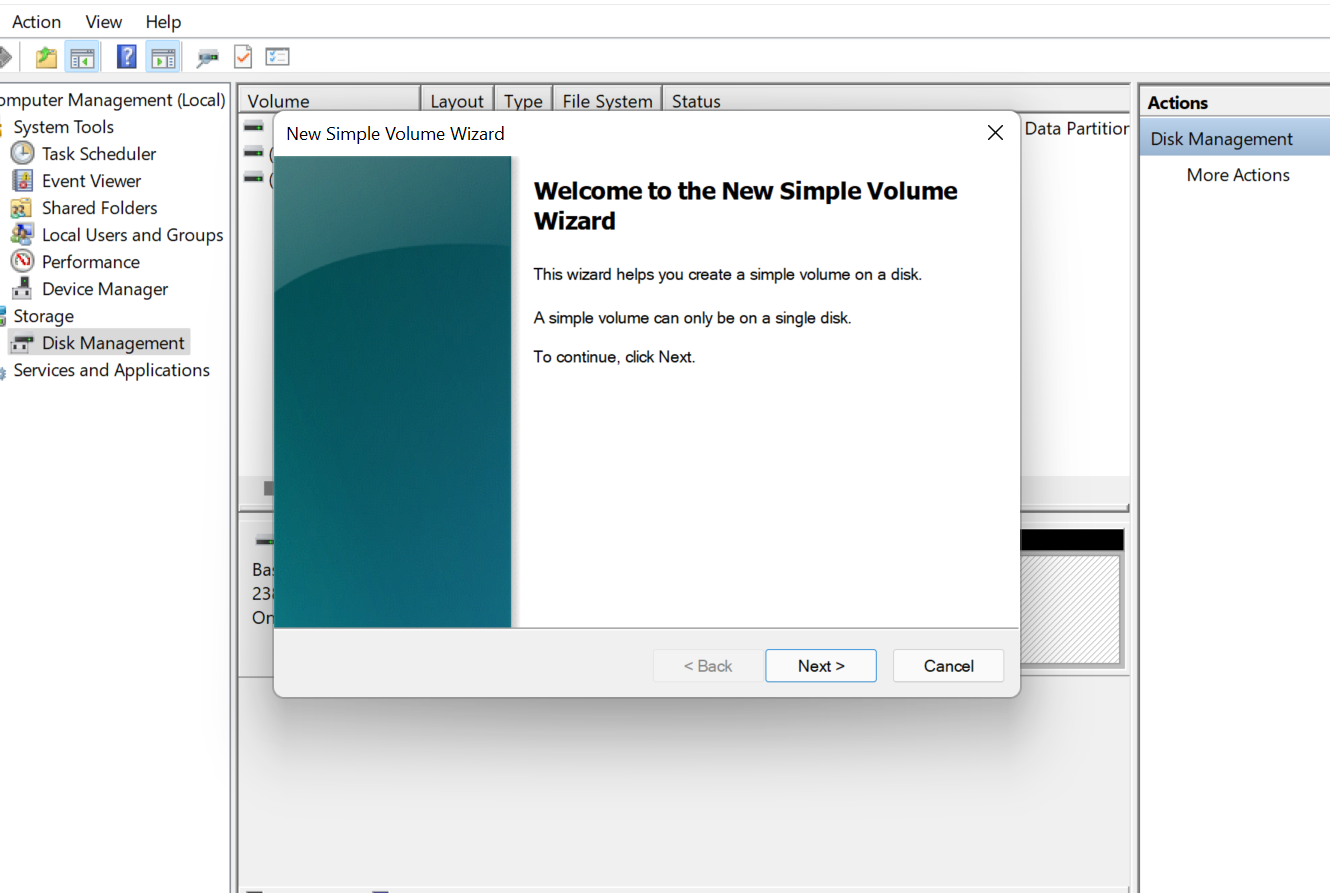 Action View Help
omputer Management (Local)
System Tools
Task Scheduler
Event Viewer
Shared Folders
Local Users and Groups
Performance
Device Manager
Storage
Disk Management
Services and Applications
Volume Layout Type File System Status
Data Partition
(
(
New Simple Volume Wizard
Welcome to the New Simple Volume
Wizard
This wizard helps you create a simple volume on a disk.
A simple volume can only be on a single disk.
To continue, click Next.
< Back Next > Cancel
Bas
238
On
Actions
Disk Management
More Actions